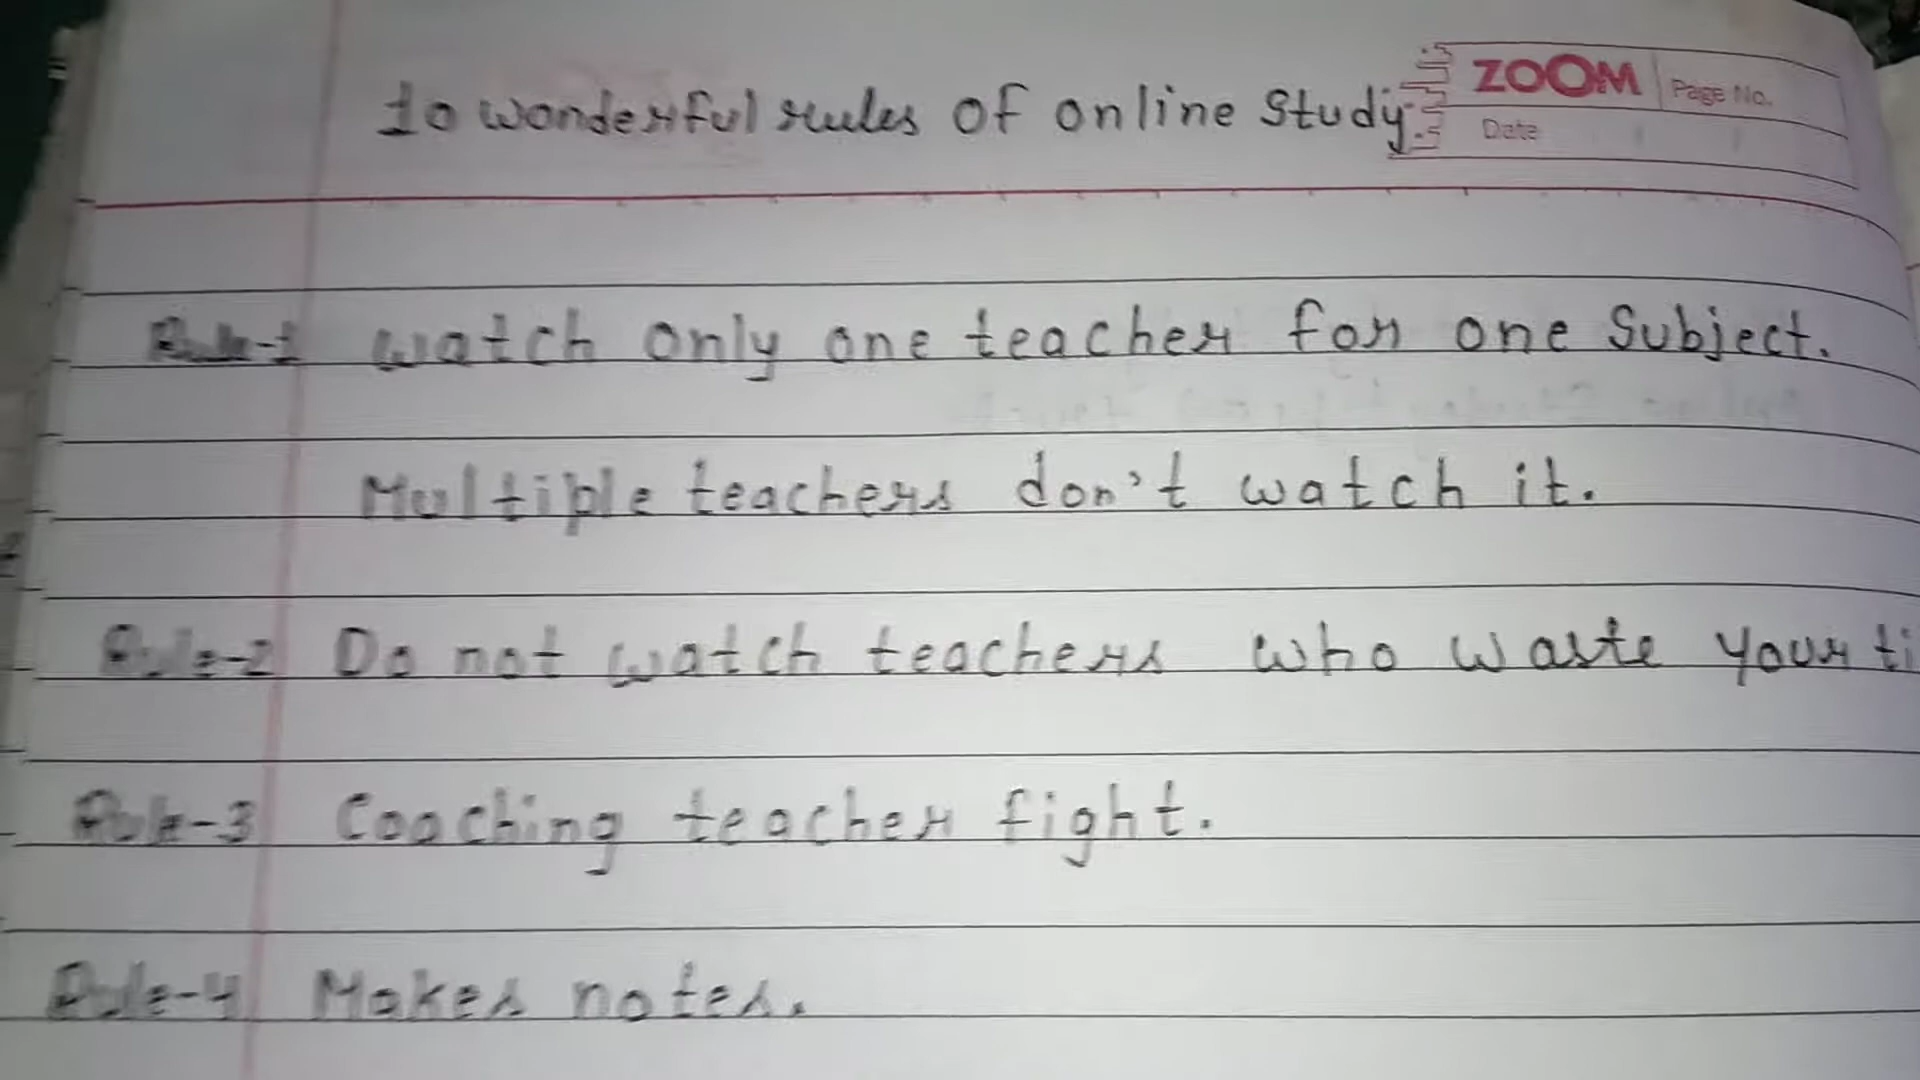 10 wonderful rules of online Study.
ZOOM Page No.
Date
Rule-1 watch only one teacher for one Subject.
Multiple teachers don't watch it.
Rule-2 Do not watch teachers who waste your ti
Rule-3 Coaching teacher fight.
Rule-4 Makes notes.